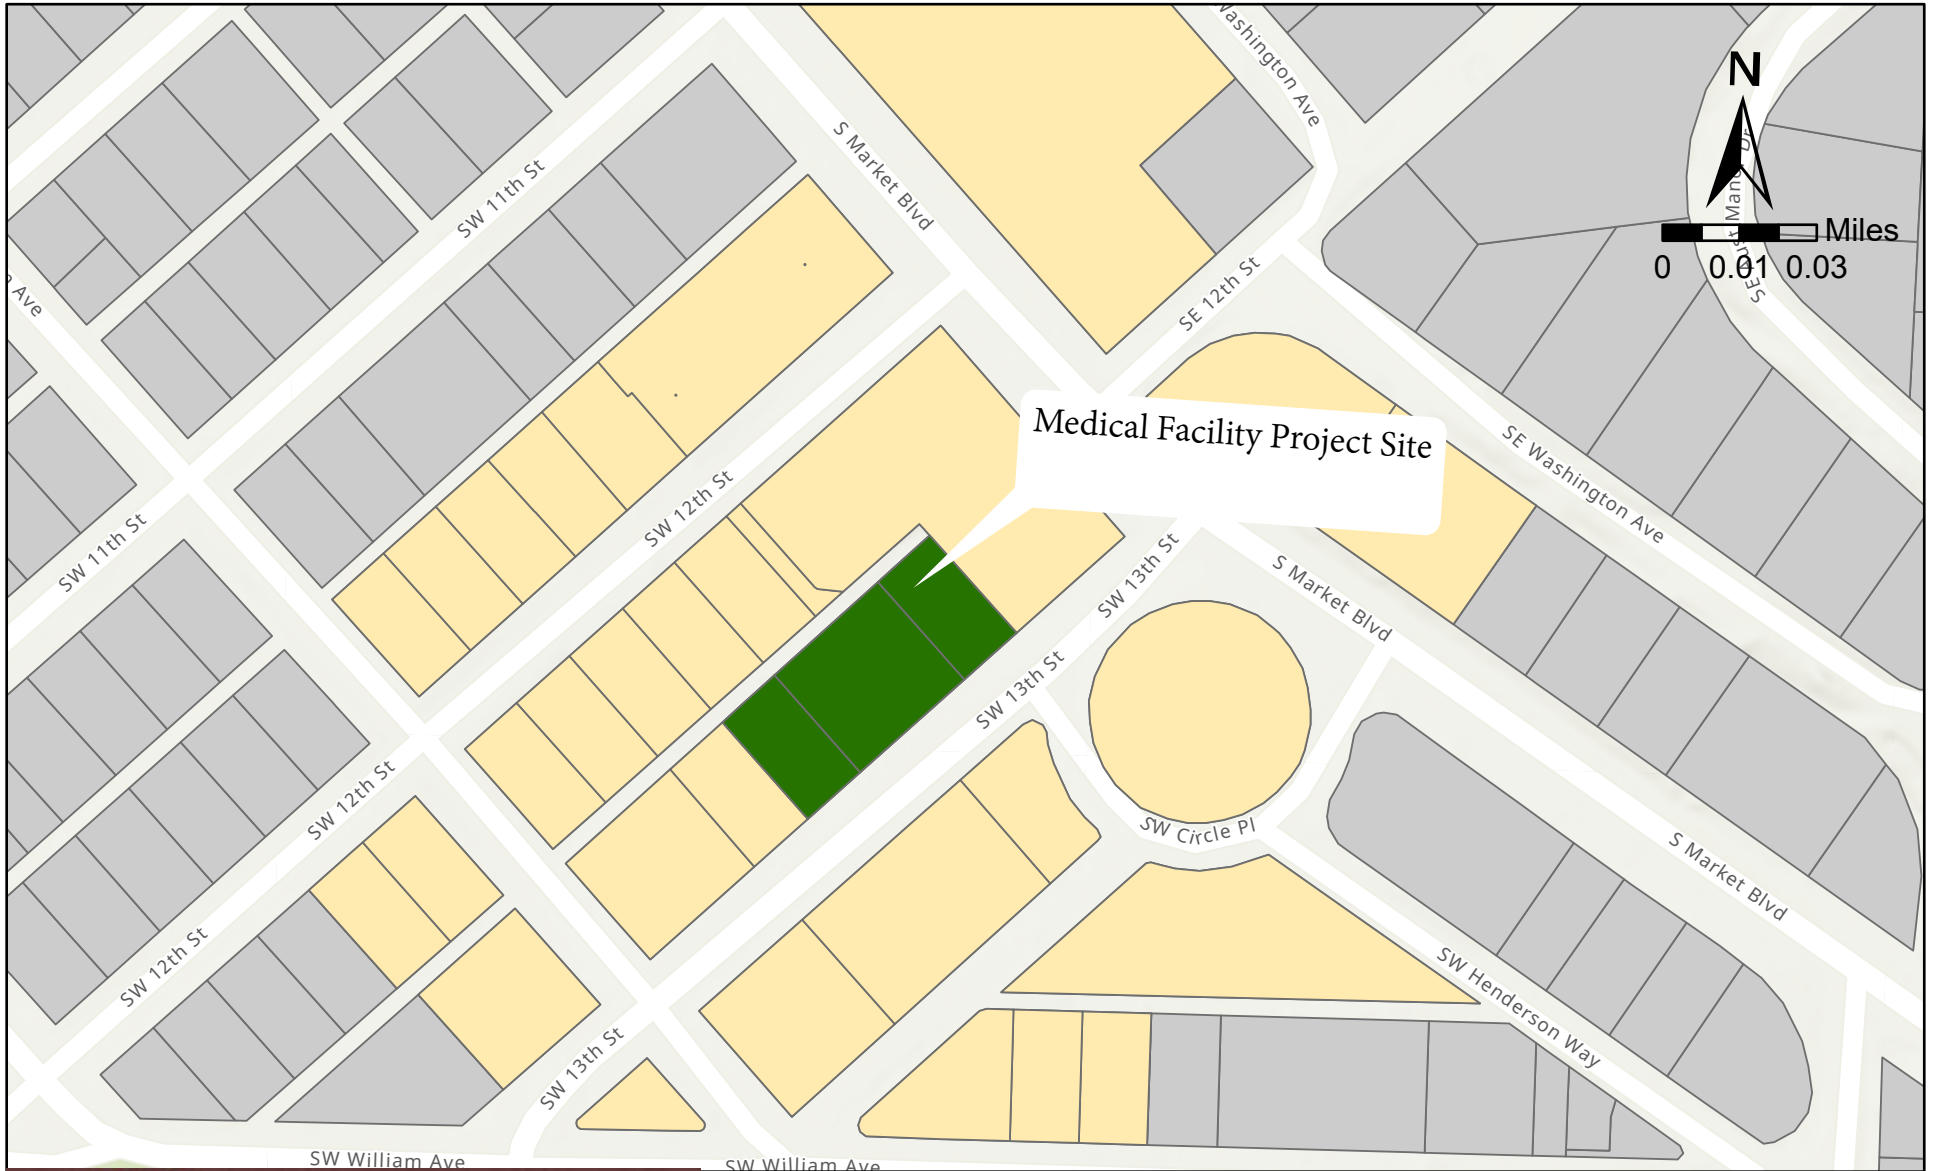 Washington Ave
N
S Market Blvd
SW 11th St
Miles
0 0.01 0.03
SE 12th St
Ave
Medical Facility Project Site
SE Washington Ave
SW 12th St
SW 11th St
SW 13th St
S Market Blvd
SW 13th St
SW 12th St
SW Circle Pl
S Market Blvd
SW 12th St
SW Henderson Way
SW 13th St
SW William Ave
SW William Ave